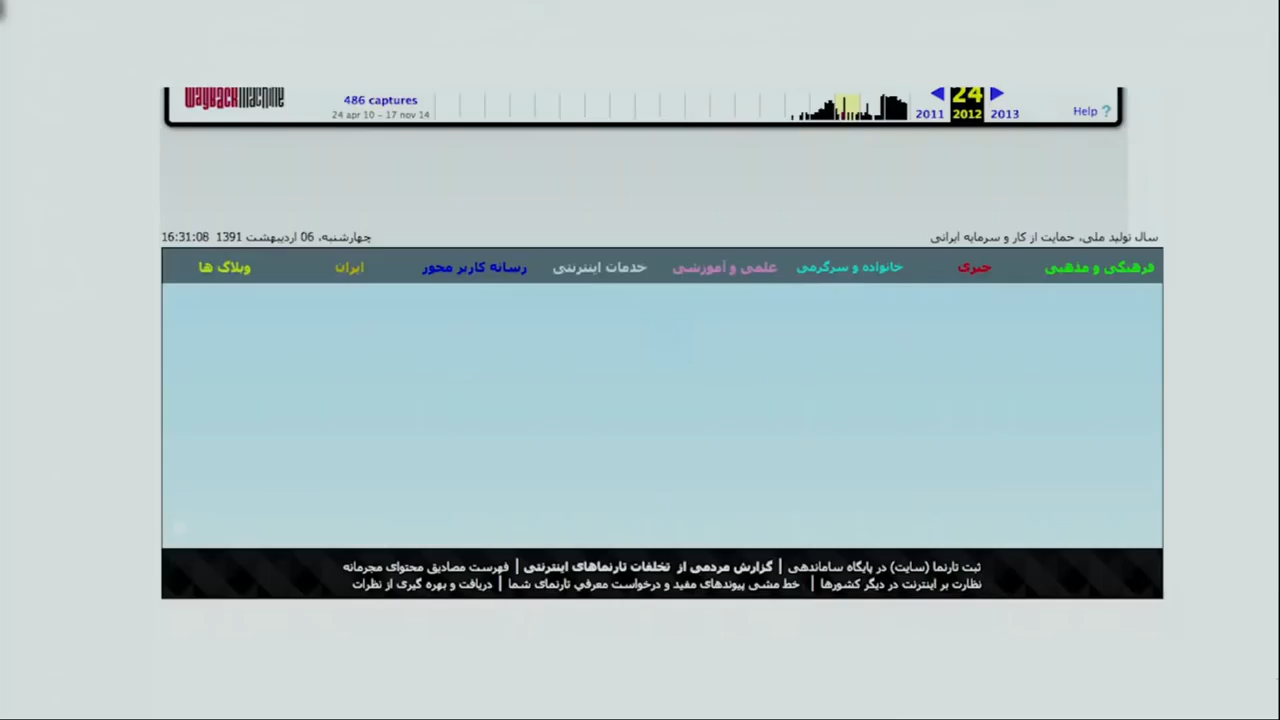 waybackmachine
486 captures
24 apr 10 - 17 nov 14
24
2011 2012 2013
Help ?
سال تولید ملی، حمایت از کار و سرمایه ایرانی
چهارشنبه، 06 اردیبهشت 1391 16:31:08
فرهنگی و مذهبی خبری خانواده و سرگرمی علمی و آموزشی خدمات اینترنتی رسانه کاربر محور ایران وبلاگ ها
ثبت تارنما (سایت) در پایگاه ساماندهی | گزارش مردمی از تخلفات تارنماهای اینترنتی | فهرست مصادیق محتوای مجرمانه
نظارت بر اینترنت در دیگر کشورها | خط مشی پیوندهای مفید و درخواست معرفي تارنمای شما | دریافت و بهره گیری از نظرات